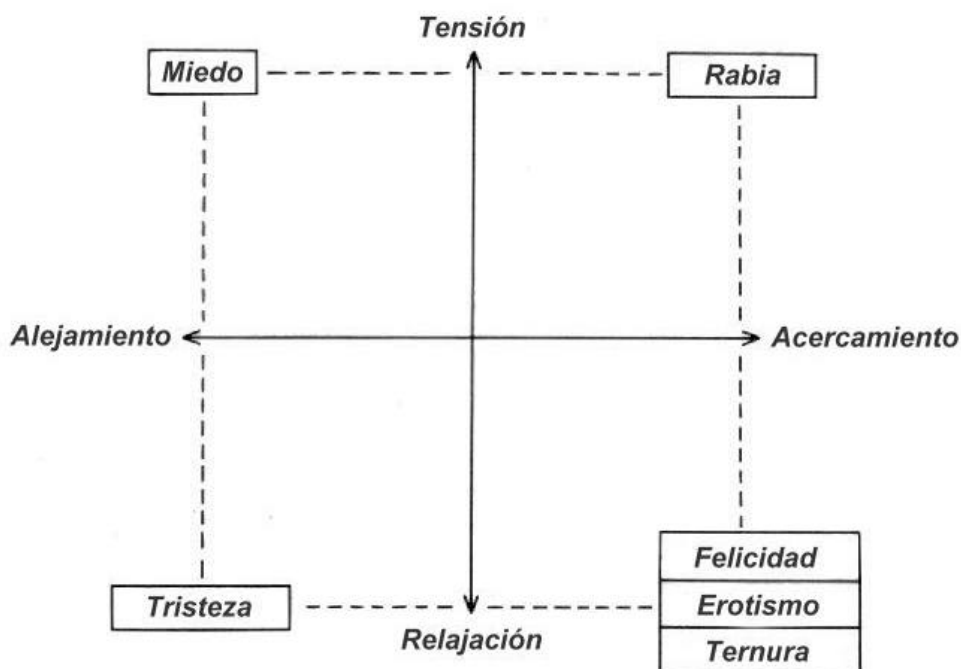 Tensión
Miedo
Rabia
Alejamiento
Acercamiento
Felicidad
Tristeza
Erotismo
Relajación
Ternura